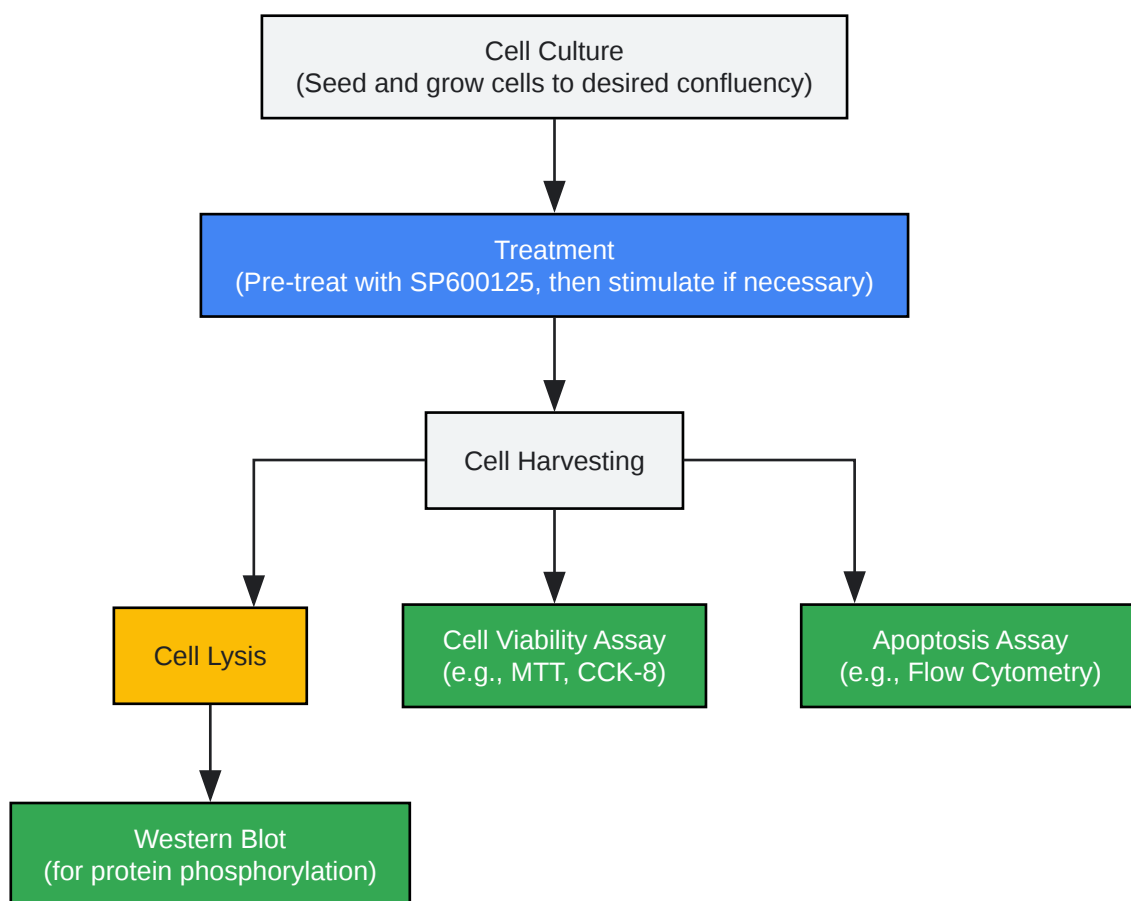 Cell Culture
(Seed and grow cells to desired confluency)
Treatment
(Pre-treat with SP600125, then stimulate if necessary)
Cell Harvesting
Cell Lysis
Cell Viability Assay
(e.g., MTT, CCK-8)
Apoptosis Assay
(e.g., Flow Cytometry)
Western Blot
(for protein phosphorylation)